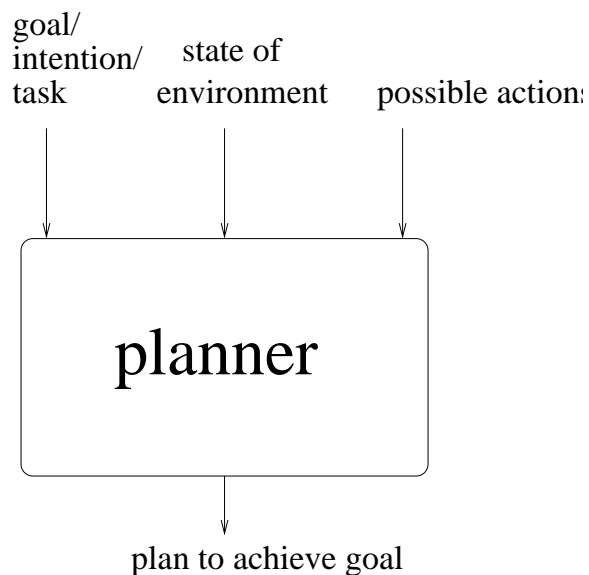 goal/
intention/
task
state of
environment
possible actions
planner
plan to achieve goal